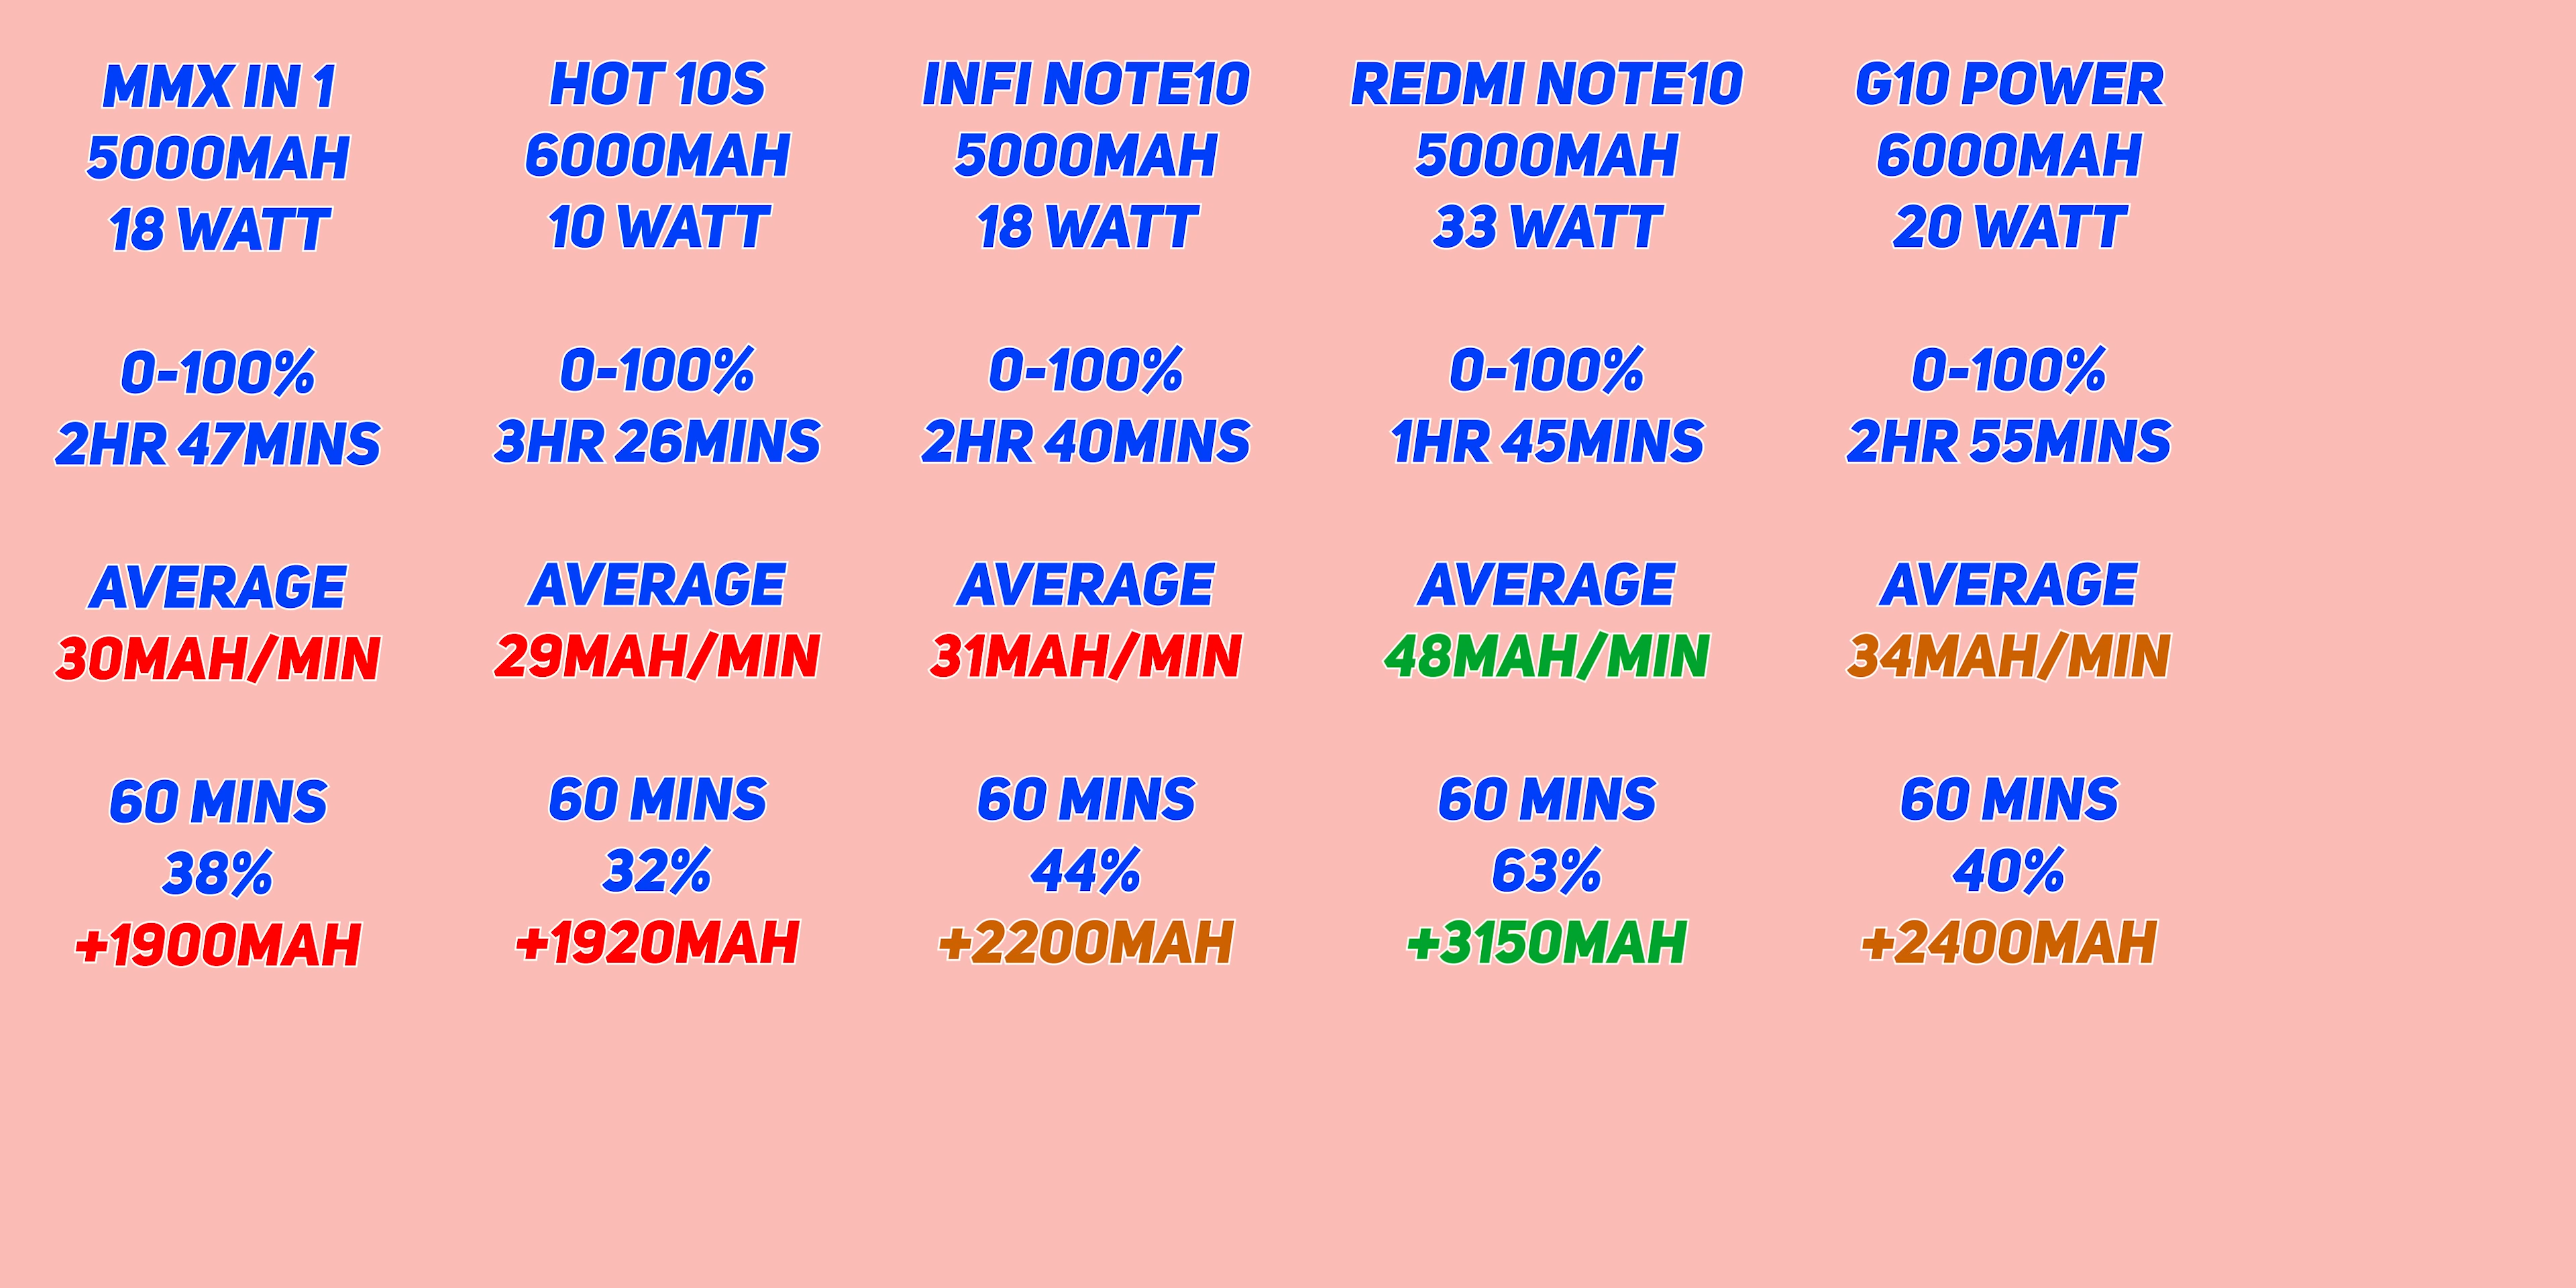 MMX IN 1
5000MAH
18 WATT
0-100%
2HR 47MINS
AVERAGE
30MAH/MIN
60 MINS
38%
+1900MAH
HOT 10S
6000MAH
10 WATT
0-100%
3HR 26MINS
AVERAGE
29MAH/MIN
60 MINS
32%
+1920MAH
INFI NOTE10
5000MAH
18 WATT
0-100%
2HR 40MINS
AVERAGE
31MAH/MIN
60 MINS
44%
+2200MAH
REDMI NOTE10
5000MAH
33 WATT
0-100%
1HR 45MINS
AVERAGE
48MAH/MIN
60 MINS
63%
+3150MAH
G10 POWER
6000MAH
20 WATT
0-100%
2HR 55MINS
AVERAGE
34MAH/MIN
60 MINS
40%
+2400MAH